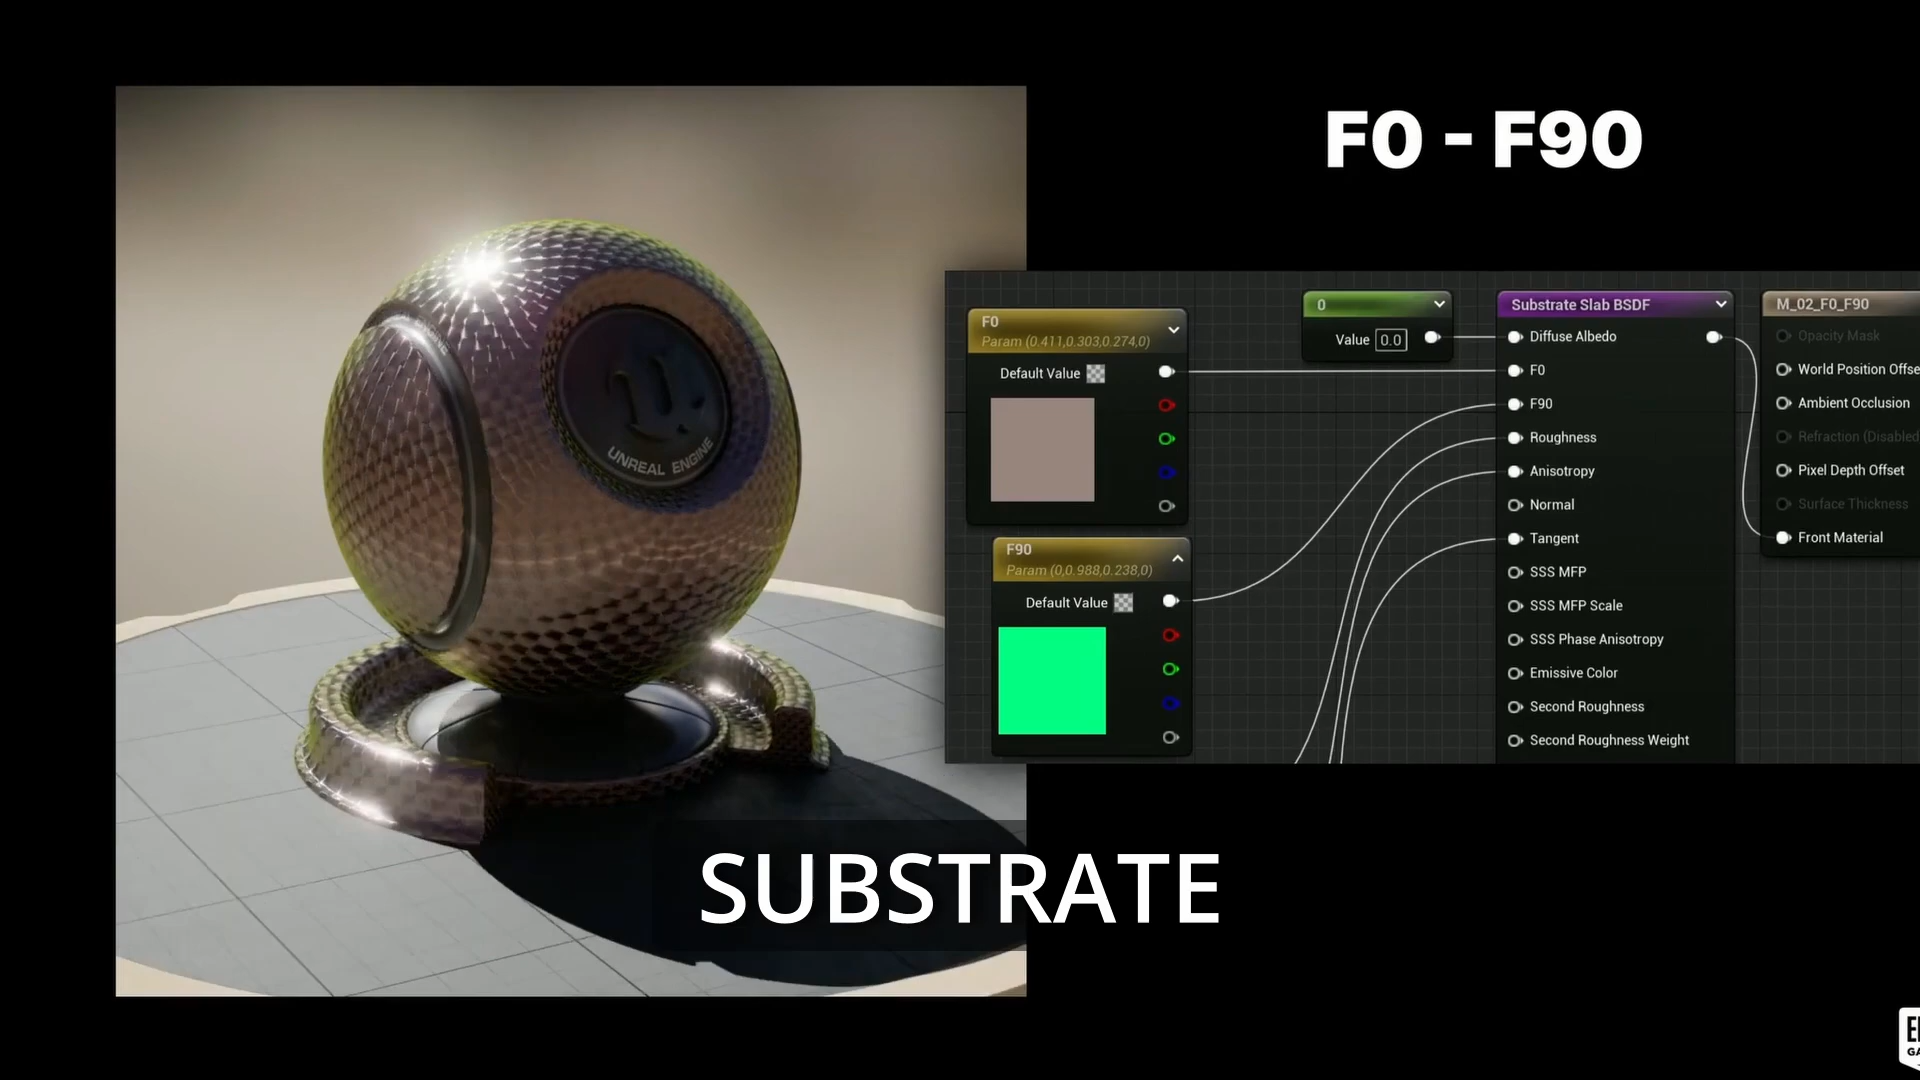 F0 - F90
F0
Param (0.411,0.303,0.274,0)
Default Value
F90
Param (0,0.988,0.238,0)
Default Value
0
Value 0.0
Substrate Slab BSDF
Diffuse Albedo
F0
F90
Roughness
Anisotropy
Normal
Tangent
SSS MFP
SSS MFP Scale
SSS Phase Anisotropy
Emissive Color
Second Roughness
Second Roughness Weight
M_02_F0_F90
Opacity Mask
World Position Offse
Ambient Occlusion
Refraction (Disabled
Pixel Depth Offset
Surface Thickness
Front Material
UNREAL ENGINE
SUBSTRATE